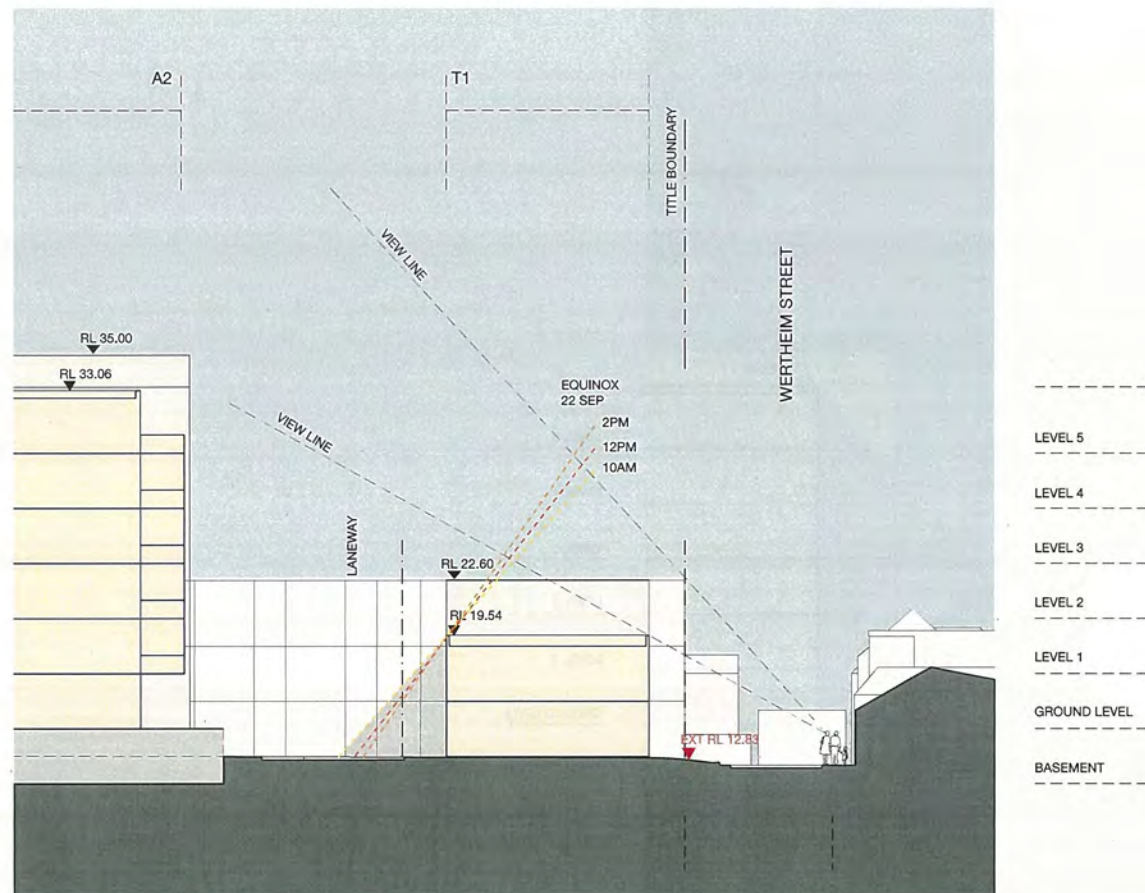 A2
T1
TITLE BOUNDARY
WERTHEIM STREET
VIEW LINE
RL 35.00
RL 33.06
EQUINOX
22 SEP
2PM
12PM
10AM
VIEW LINE
LANEWAY
RL 22.60
RL 19.54
EXT RL 12.83
LEVEL 5
LEVEL 4
LEVEL 3
LEVEL 2
LEVEL 1
GROUND LEVEL
BASEMENT